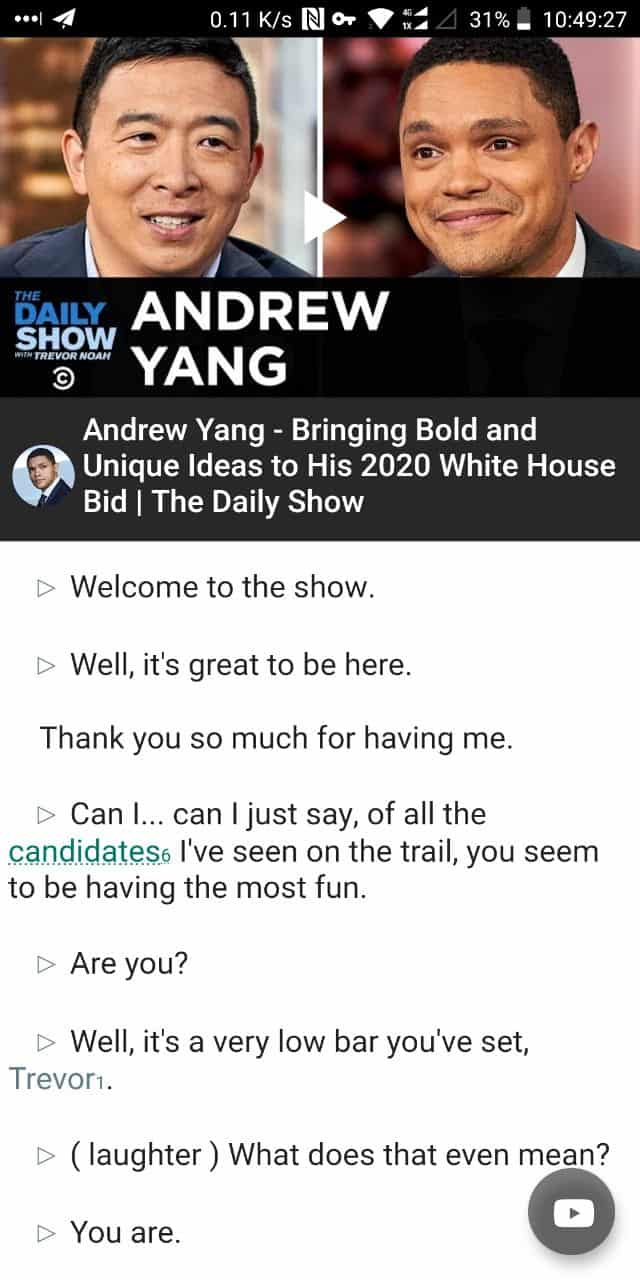 0.11 K/s 4G 1X 31% 10:49:27
THE
DAILY
SHOW
WITH TREVOR NOAH
ANDREW
YANG
Andrew Yang - Bringing Bold and
Unique Ideas to His 2020 White House
Bid | The Daily Show
Welcome to the show.
Well, it's great to be here.
Thank you so much for having me.
Can I... can I just say, of all the
candidates6 I've seen on the trail, you seem
to be having the most fun.
Are you?
Well, it's a very low bar you've set,
Trevor1.
( laughter ) What does that even mean?
You are.